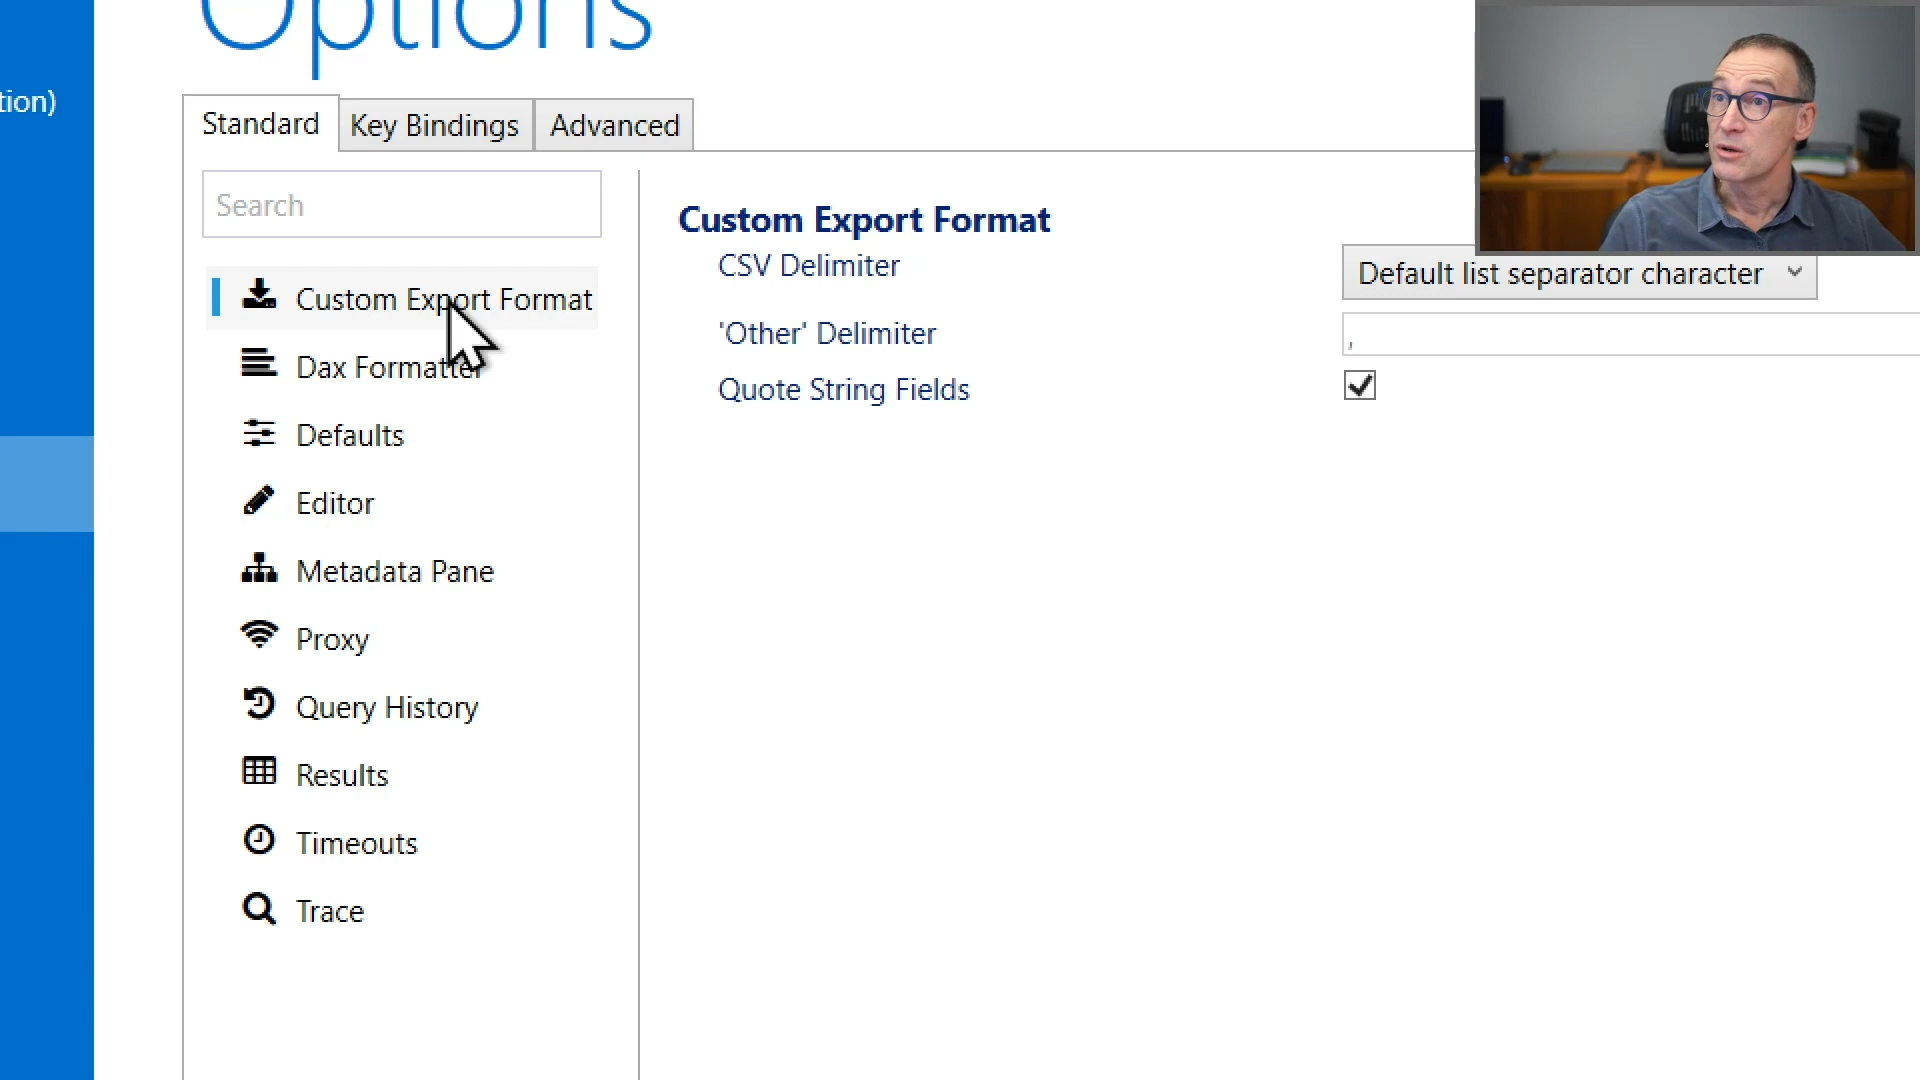 Options
tion)
Standard
Key Bindings
Advanced
Search
Custom Export Format
Dax Formatter
Defaults
Editor
Metadata Pane
Proxy
Query History
Results
Timeouts
Trace
Custom Export Format
CSV Delimiter
Default list separator character
'Other' Delimiter
,
Quote String Fields